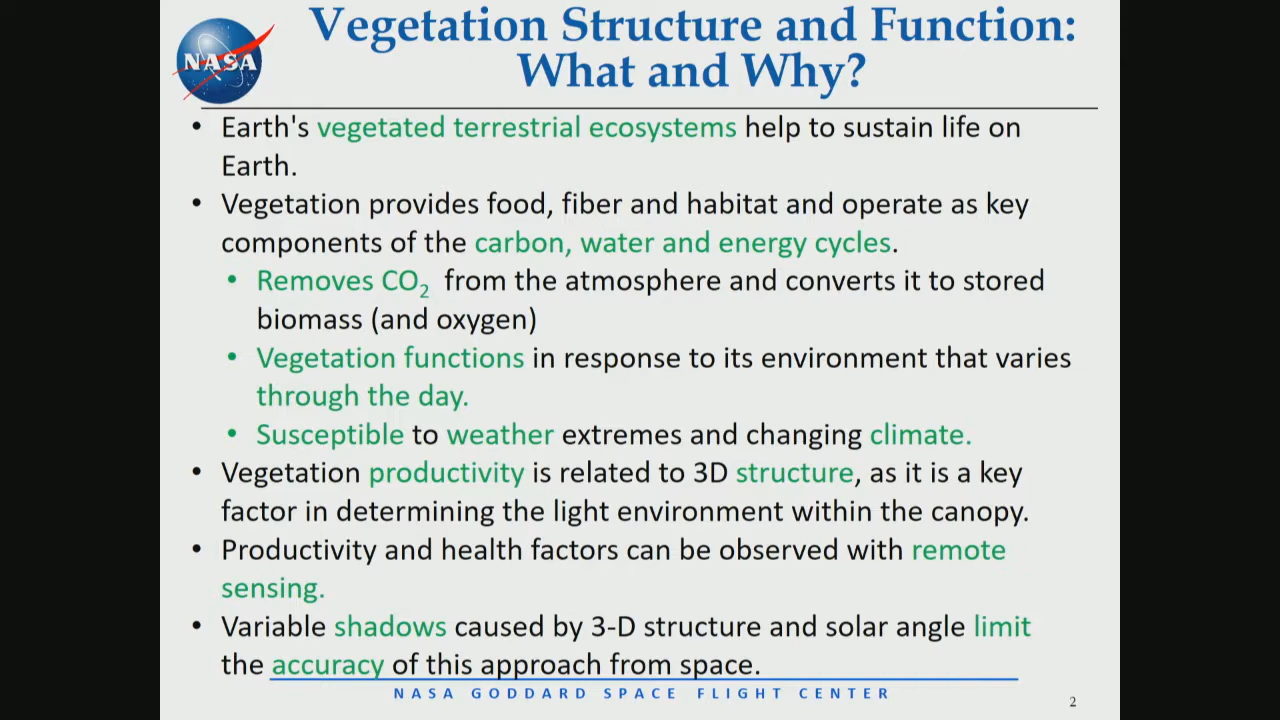 Vegetation Structure and Function:
What and Why?
NASA
• Earth's vegetated terrestrial ecosystems help to sustain life on
Earth.
• Vegetation provides food, fiber and habitat and operate as key
components of the carbon, water and energy cycles.
• Removes CO₂ from the atmosphere and converts it to stored
biomass (and oxygen)
• Vegetation functions in response to its environment that varies
through the day.
• Susceptible to weather extremes and changing climate.
• Vegetation productivity is related to 3D structure, as it is a key
factor in determining the light environment within the canopy.
• Productivity and health factors can be observed with remote
sensing.
• Variable shadows caused by 3-D structure and solar angle limit
the accuracy of this approach from space.
NASA GODDARD SPACE FLIGHT CENTER
2